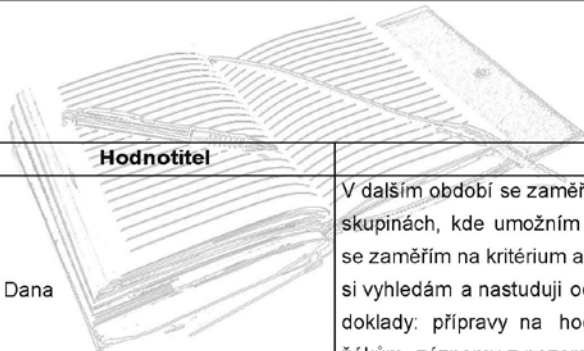 Hodnotitel
V dalším období se zaměř
skupinách, kde umožním
se zaměřím na kritérium a
Dana
si vyhledám a nastuduji o
doklady: přípravy na ho